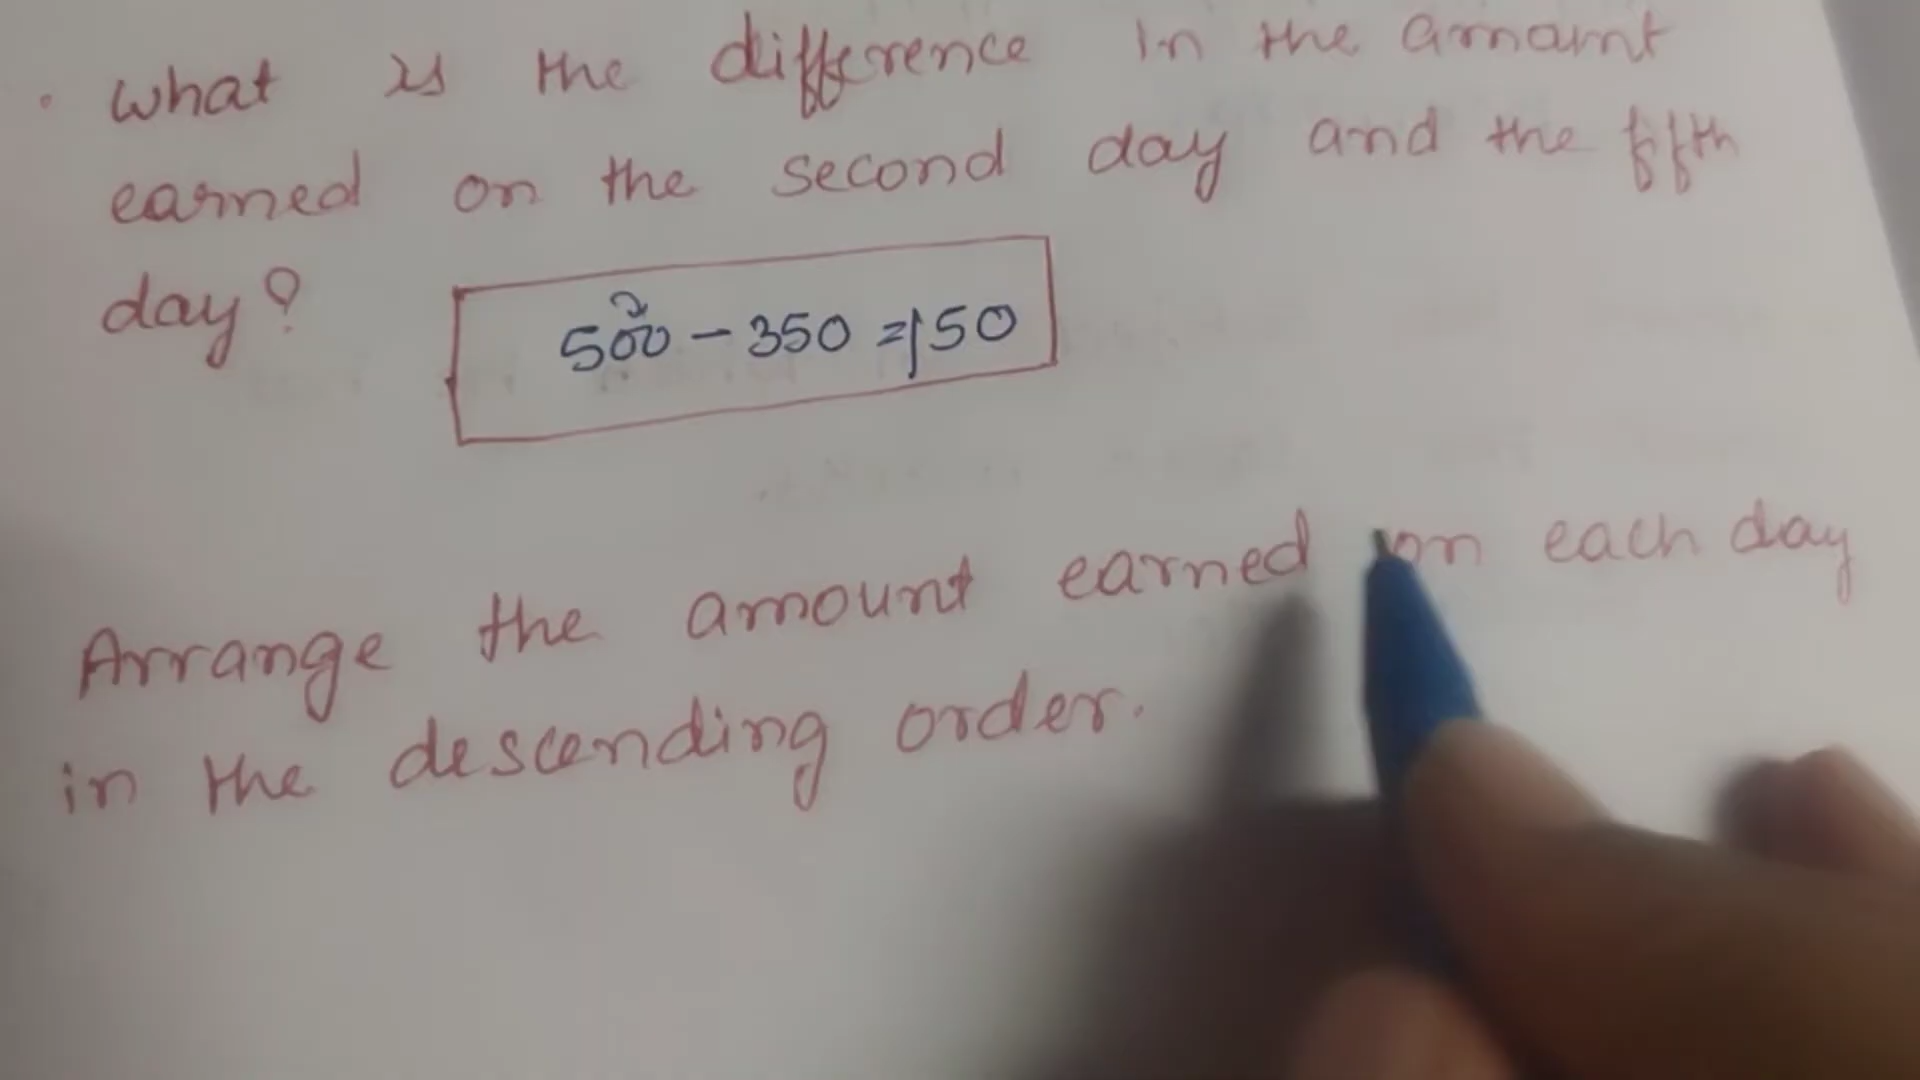 . What is the difference in the amount
earned on the second day and the fifth
day?
500 - 350 = 150
Arrange the amount earned on each day
in the descending order.